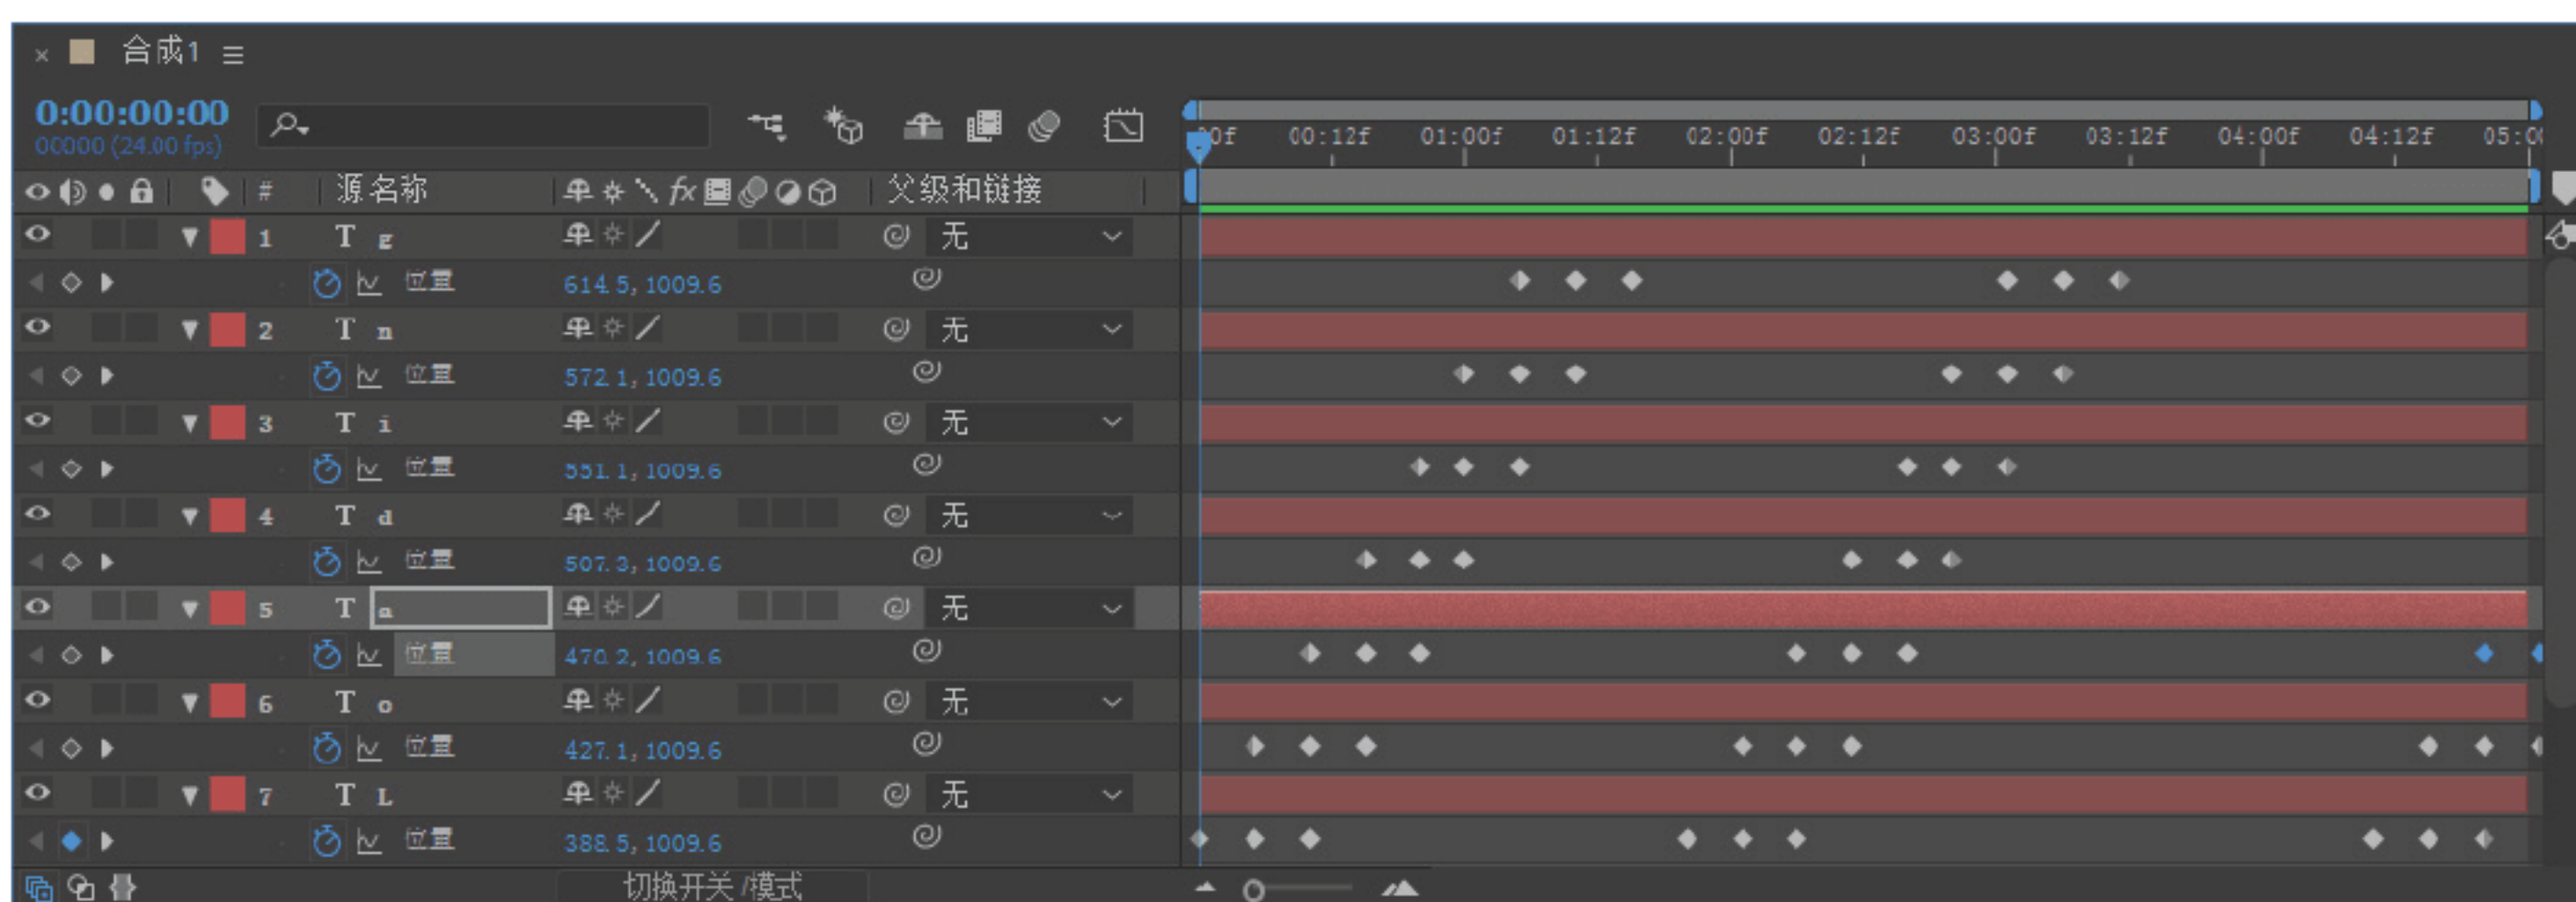 合成1
0:00:00:00
00000 (24.00 fps)
00f 00:12f 01:00f 01:12f 02:00f 02:12f 03:00f 03:12f 04:00f 04:12f 05:00
# 源名称 fx 父级和链接
1 T g 无
位置 614.5, 1009.6
2 T n 无
位置 572.1, 1009.6
3 T i 无
位置 551.1, 1009.6
4 T d 无
位置 507.3, 1009.6
5 T a 无
位置 470.2, 1009.6
6 T o 无
位置 427.1, 1009.6
7 T L 无
位置 388.5, 1009.6
切换开关/模式